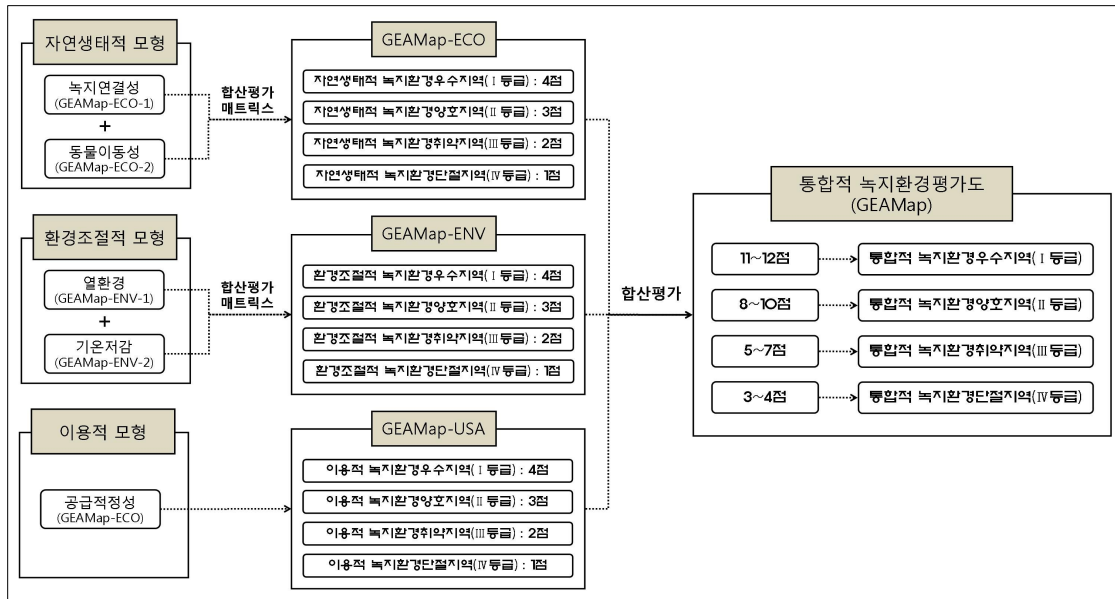 자연생태적 모형
녹지연결성
(GEAMap-ECO-1)
+
동물이동성
(GEAMap-ECO-2)
합산평가
매트릭스
GEAMap-ECO
자연생태적 녹지환경우수지역(Ⅰ등급) : 4점
자연생태적 녹지환경양호지역(Ⅱ등급) : 3점
자연생태적 녹지환경취약지역(Ⅲ등급) : 2점
자연생태적 녹지환경단절지역(Ⅳ등급) : 1점
환경조절적 모형
열환경
(GEAMap-ENV-1)
+
기온저감
(GEAMap-ENV-2)
합산평가
매트릭스
GEAMap-ENV
환경조절적 녹지환경우수지역(Ⅰ등급) : 4점
환경조절적 녹지환경양호지역(Ⅱ등급) : 3점
환경조절적 녹지환경취약지역(Ⅲ등급) : 2점
환경조절적 녹지환경단절지역(Ⅳ등급) : 1점
이용적 모형
공급적정성
(GEAMap-ECO)
GEAMap-USA
이용적 녹지환경우수지역(Ⅰ등급) : 4점
이용적 녹지환경양호지역(Ⅱ등급) : 3점
이용적 녹지환경취약지역(Ⅲ등급) : 2점
이용적 녹지환경단절지역(Ⅳ등급) : 1점
합산평가
통합적 녹지환경평가도
(GEAMap)
11~12점 통합적 녹지환경우수지역(Ⅰ등급)
8~10점 통합적 녹지환경양호지역(Ⅱ등급)
5~7점 통합적 녹지환경취약지역(Ⅲ등급)
3~4점 통합적 녹지환경단절지역(Ⅳ등급)